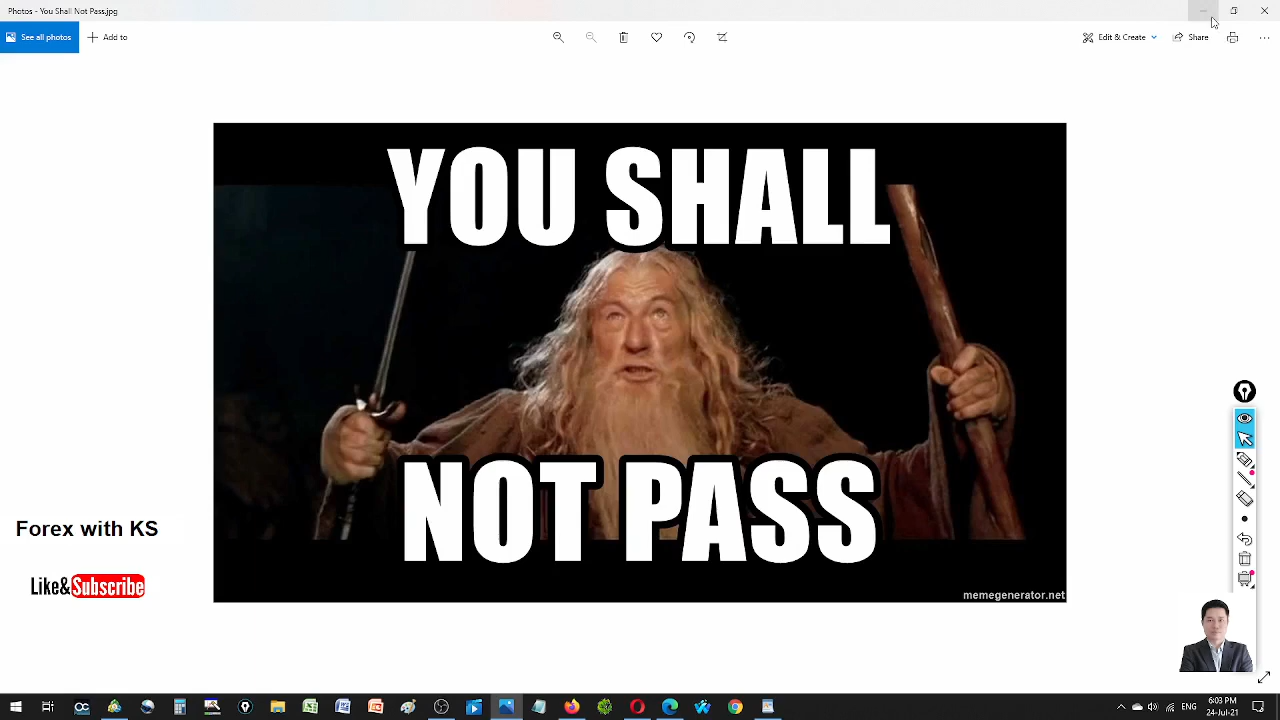 Photos - You Shall Not Pass.jpg
See all photos
Add to
Edit & Create
Share
YOU SHALL
NOT PASS
memegenerator.net
Forex with KS
Like&Subscribe
ENG
6:03 PM
24-Jul-21